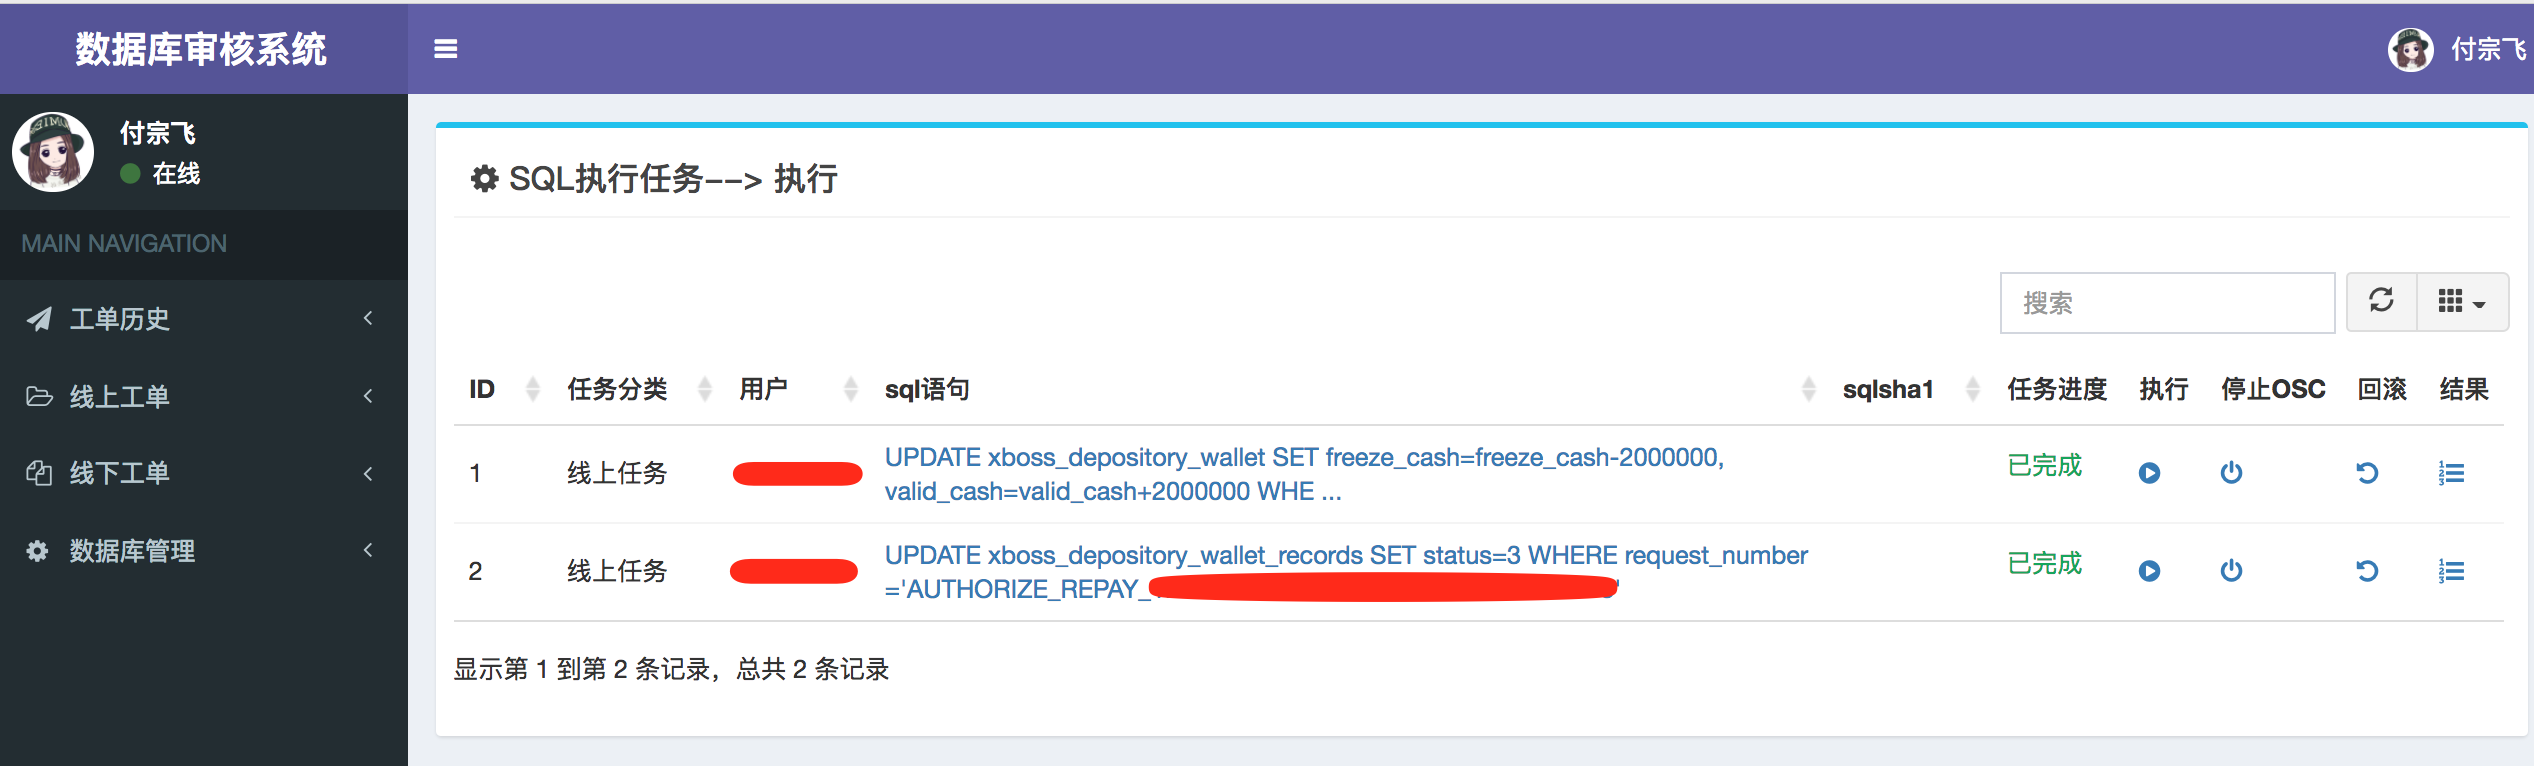 数据库审核系统
付宗飞
付宗飞
在线
MAIN NAVIGATION
工单历史
线上工单
线下工单
数据库管理
SQL执行任务--> 执行
搜索
ID 任务分类 用户 sql语句 sqlsha1 任务进度 执行 停止OSC 回滚 结果
1 线上任务 UPDATE xboss_depository_wallet SET freeze_cash=freeze_cash-2000000, 已完成
valid_cash=valid_cash+2000000 WHE ...
2 线上任务 UPDATE xboss_depository_wallet_records SET status=3 WHERE request_number 已完成
='AUTHORIZE_REPAY_
显示第 1 到第 2 条记录，总共 2 条记录